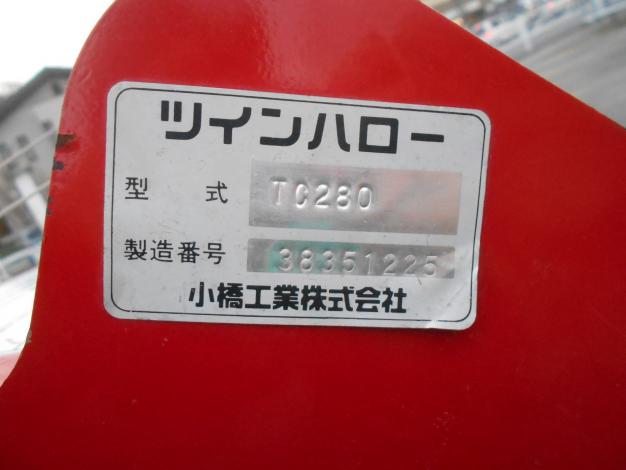 ツインハロー
型 式 TC280
製造番号 38351225
小橋工業株式会社